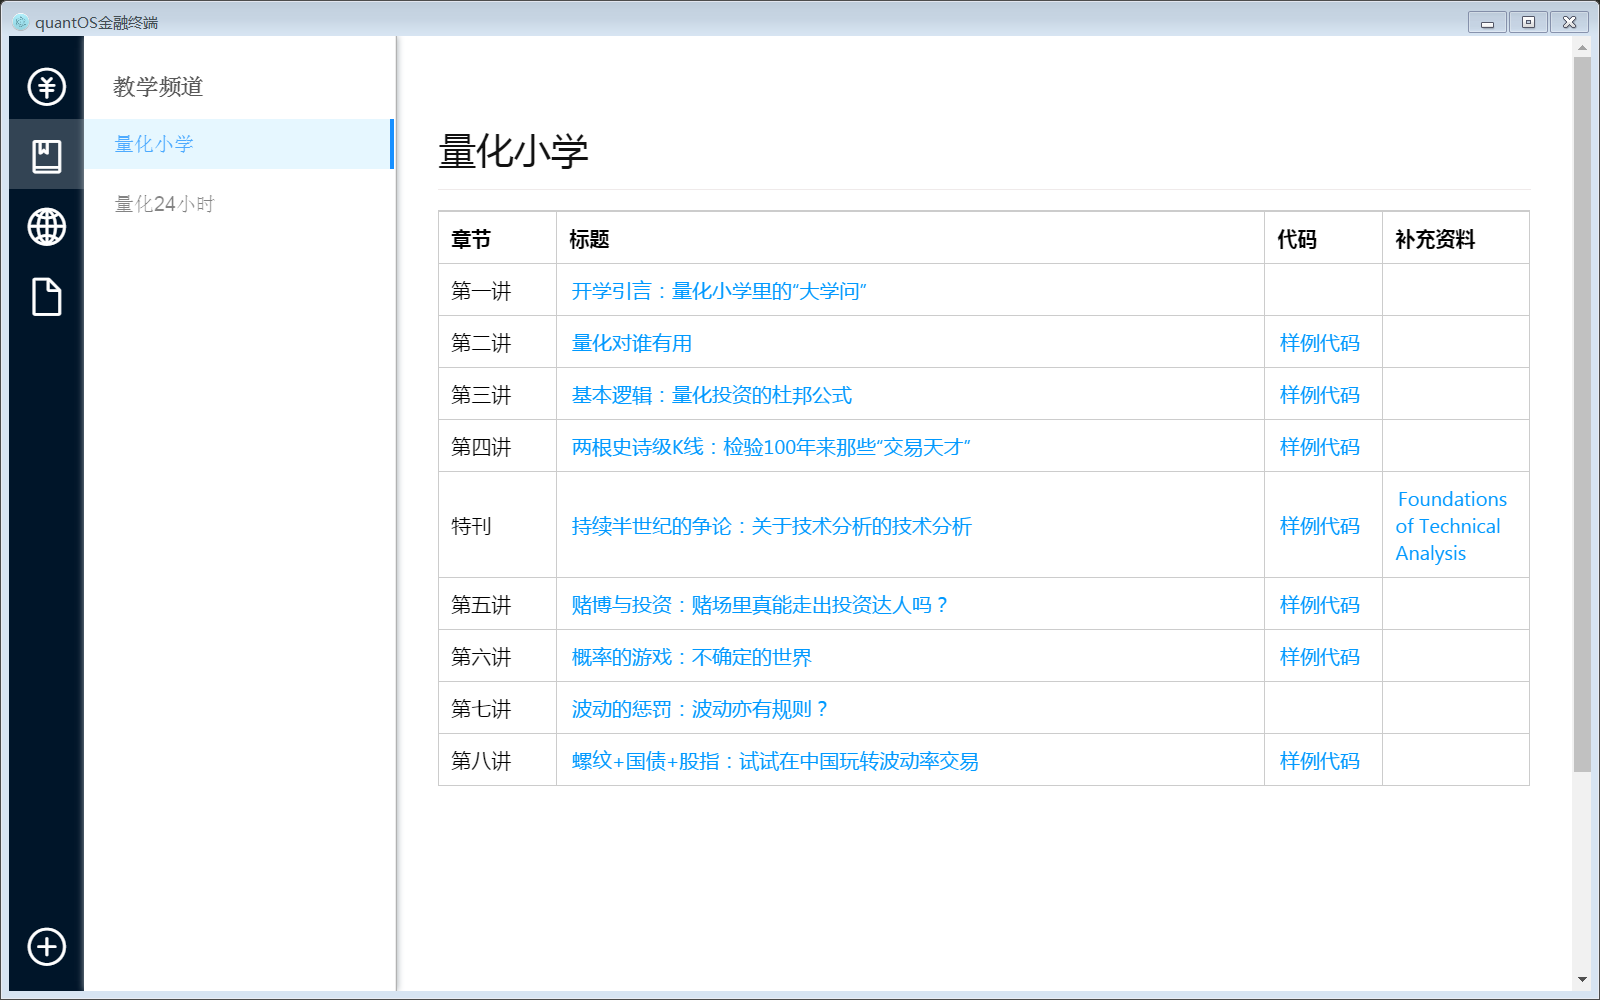 quantOS金融终端
教学频道
量化小学
量化24小时
量化小学
章节 标题 代码 补充资料
第一讲 开学引言：量化小学里的“大学问”
第二讲 量化对谁有用 样例代码
第三讲 基本逻辑：量化投资的杜邦公式 样例代码
第四讲 两根史诗级K线：检验100年来那些“交易天才” 样例代码
特刊 持续半世纪的争论：关于技术分析的技术分析 样例代码 Foundations
of Technical
Analysis
第五讲 赌博与投资：赌场里真能走出投资达人吗？ 样例代码
第六讲 概率的游戏：不确定的世界 样例代码
第七讲 波动的惩罚：波动亦有规则？
第八讲 螺纹+国债+股指：试试在中国玩转波动率交易 样例代码